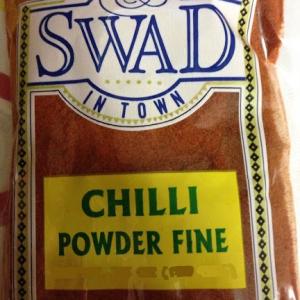 &
SWAD
IN TOWN
CHILLI
POWDER FINE